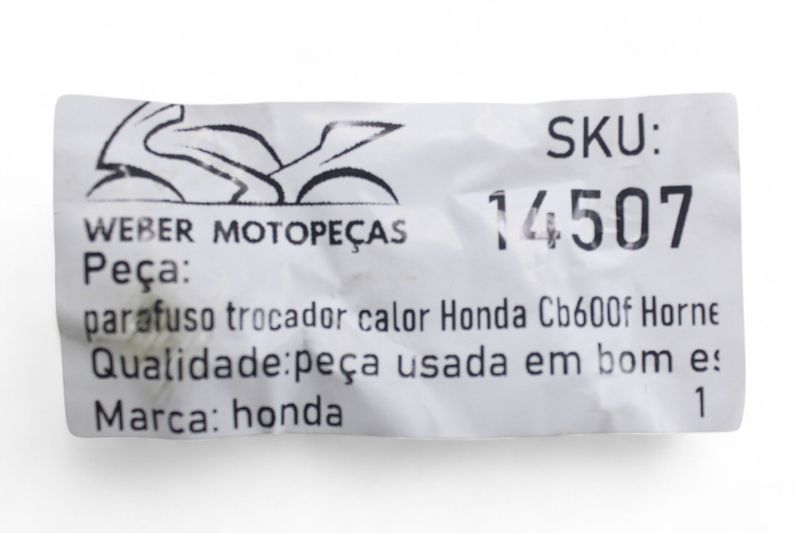 SKU:
14507
WEBER MOTOPEÇAS
Peça:
parafuso trocador calor Honda Cb600f Horne
Qualidade:peça usada em bom es
Marca: honda
1